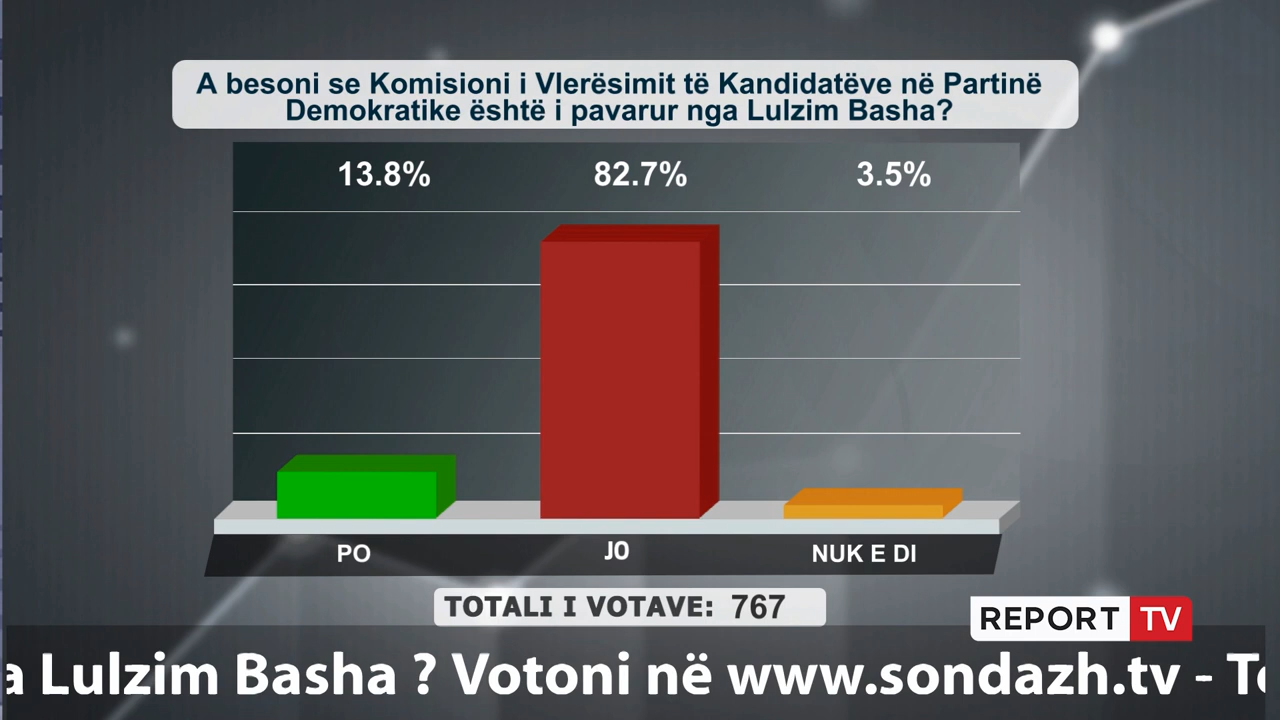 A besoni se Komisioni i Vlerësimit të Kandidatëve në Partinë
Demokratike është i pavarur nga Lulzim Basha?
13.8% 82.7% 3.5%
PO JO NUK E DI
TOTALI I VOTAVE: 767
REPORT TV
a Lulzim Basha ? Votoni në www.sondazh.tv -